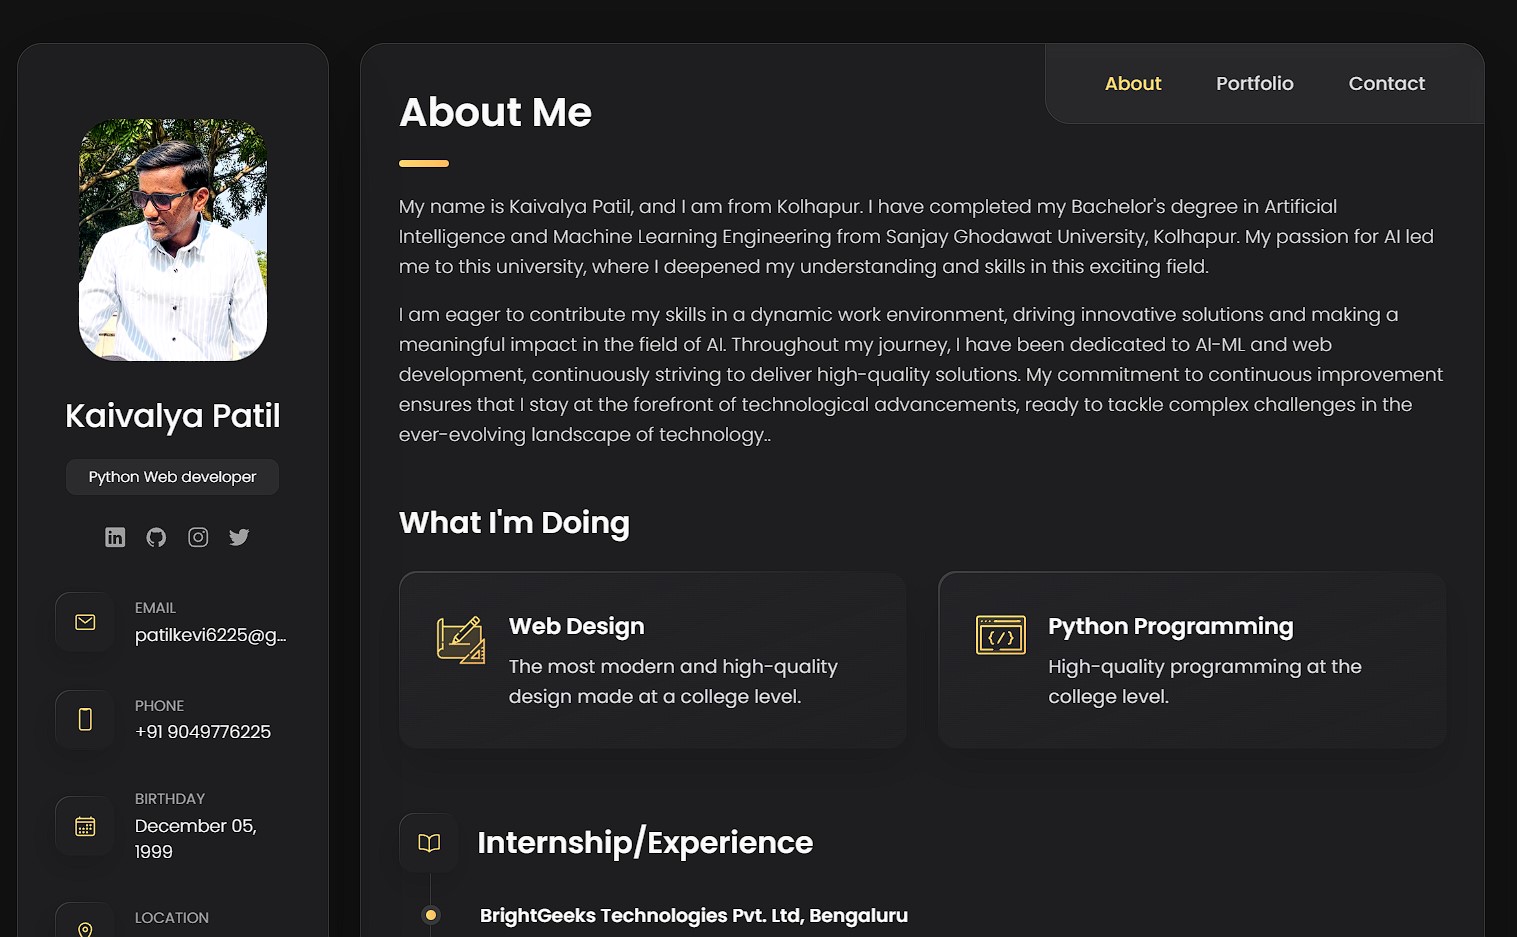 Kaivalya Patil
Python Web developer
EMAIL
patilkevi6225@g...
PHONE
+91 9049776225
BIRTHDAY
December 05,
1999
LOCATION
About
Portfolio
Contact
About Me
My name is Kaivalya Patil, and I am from Kolhapur. I have completed my Bachelor's degree in Artificial
Intelligence and Machine Learning Engineering from Sanjay Ghodawat University, Kolhapur. My passion for AI led
me to this university, where I deepened my understanding and skills in this exciting field.
I am eager to contribute my skills in a dynamic work environment, driving innovative solutions and making a
meaningful impact in the field of AI. Throughout my journey, I have been dedicated to AI-ML and web
development, continuously striving to deliver high-quality solutions. My commitment to continuous improvement
ensures that I stay at the forefront of technological advancements, ready to tackle complex challenges in the
ever-evolving landscape of technology..
What I'm Doing
Web Design
The most modern and high-quality
design made at a college level.
Python Programming
High-quality programming at the
college level.
Internship/Experience
BrightGeeks Technologies Pvt. Ltd, Bengaluru